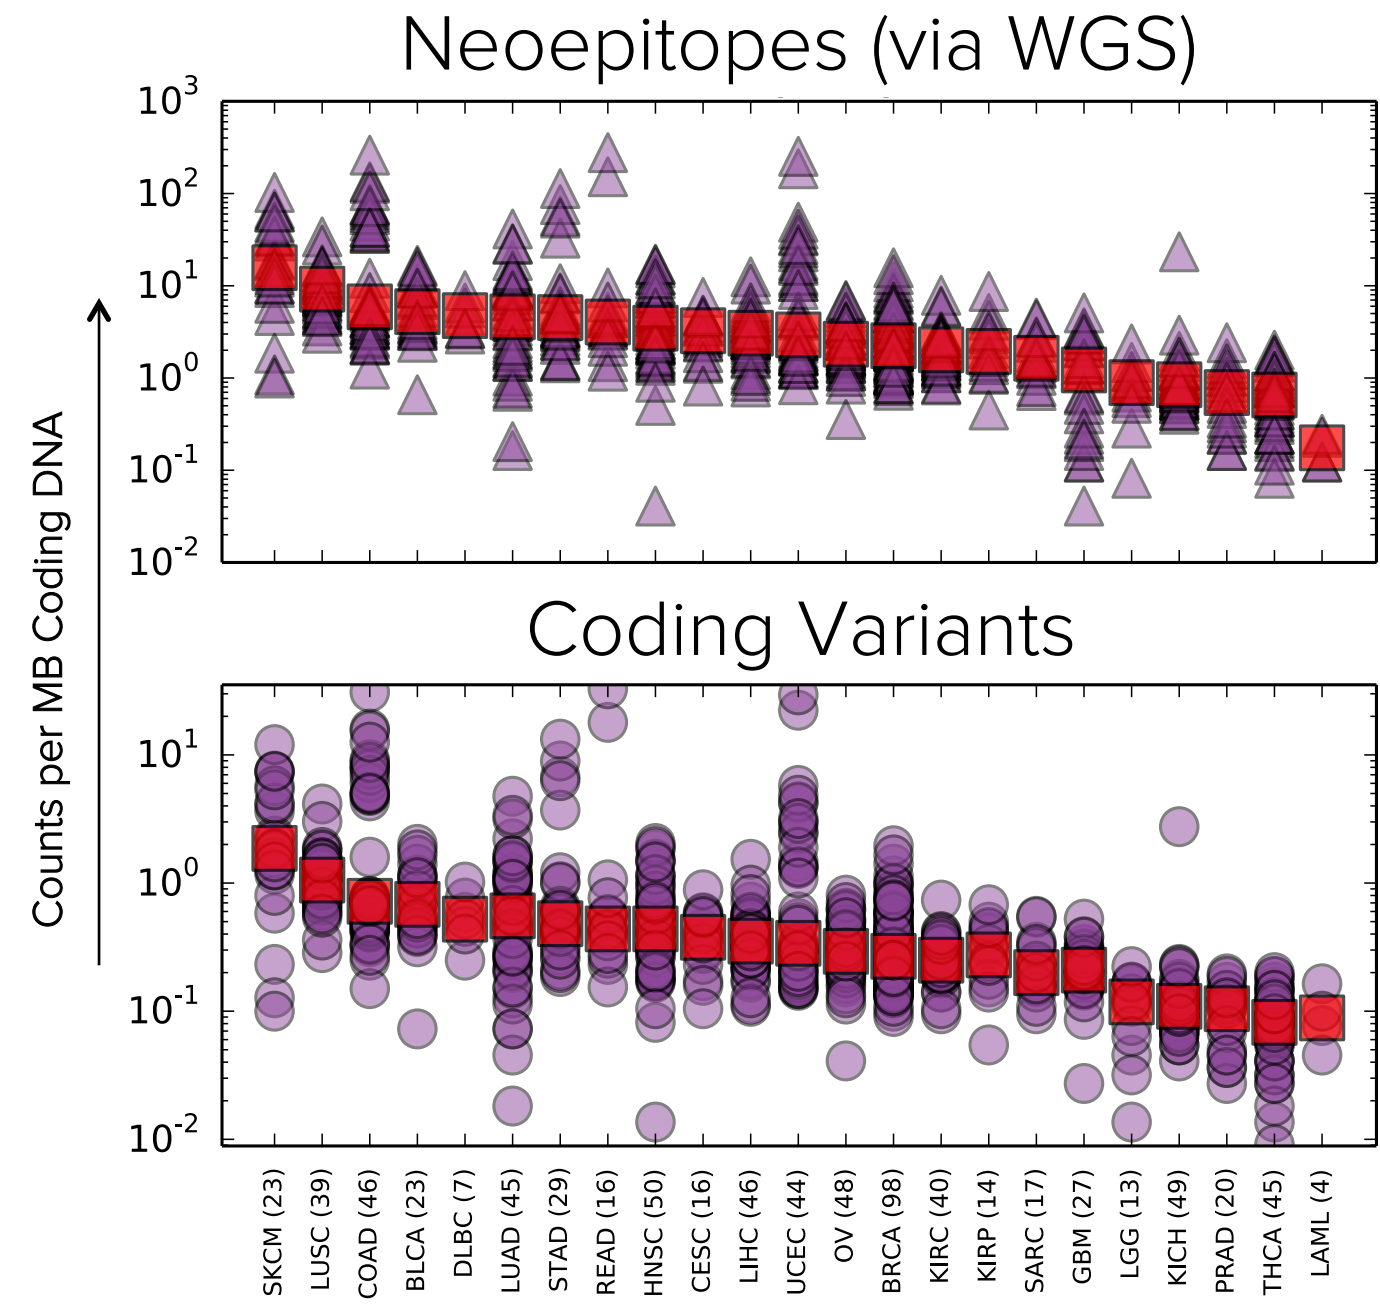 Neoepitopes (via WGS)
10^3
10^2
10^1
10^0
10^-1
10^-2
Counts per MB Coding DNA
Coding Variants
10^1
10^0
10^-1
10^-2
SKCM (23)
LUSC (39)
COAD (46)
BLCA (23)
DLBC (7)
LUAD (45)
STAD (29)
READ (16)
HNSC (50)
CESC (16)
LIHC (46)
UCEC (44)
OV (48)
BRCA (98)
KIRC (40)
KIRP (14)
SARC (17)
GBM (27)
LGG (13)
KICH (49)
PRAD (20)
THCA (45)
LAML (4)